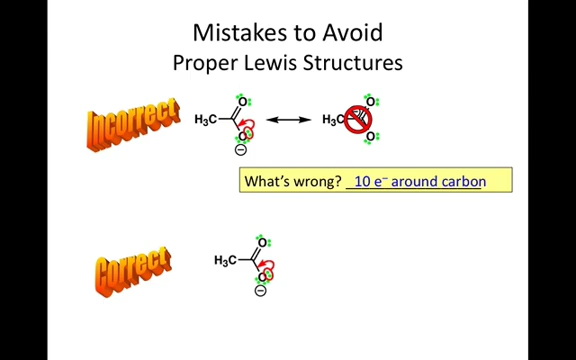 Mistakes to Avoid
Proper Lewis Structures
Incorrect
H₃C
O
O
H₃C
O
O
What's wrong? 10 e⁻ around carbon
Correct
H₃C
O
O